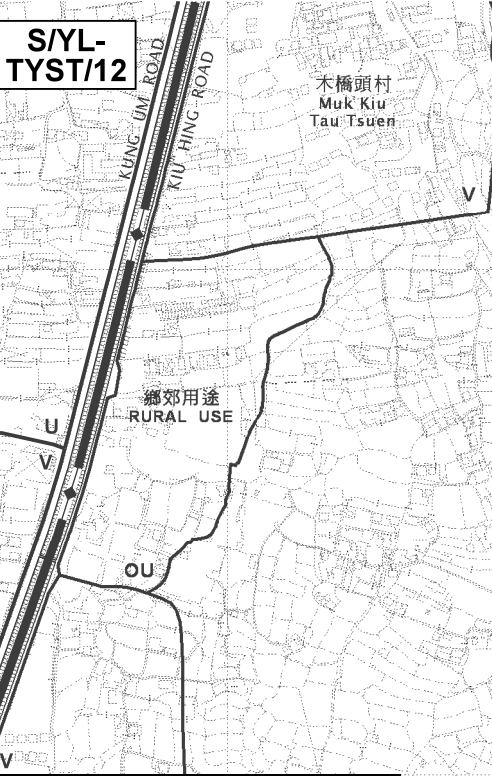 S/YL-
TYST/12
KUNG UM ROAD
KIU HING ROAD
木橋頭村
Muk Kiu
Tau Tsuen
V
鄉郊用途
RURAL USE
U
V
OU
V